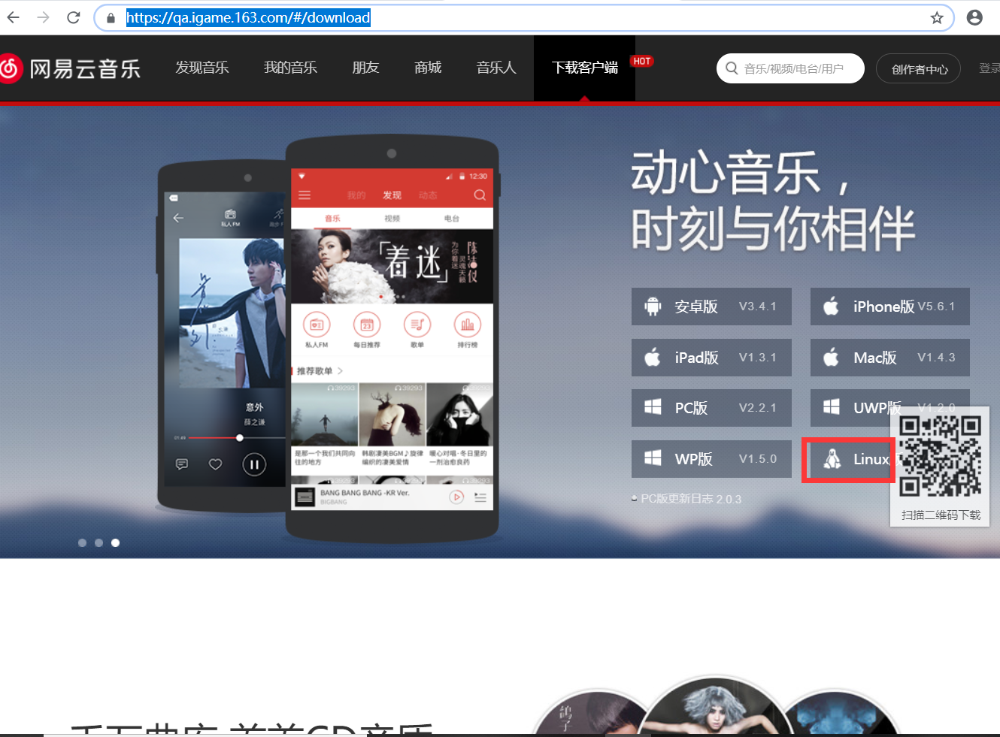 https://qa.igame.163.com/#/download
网易云音乐
发现音乐
我的音乐
朋友
商城
音乐人
下载客户端
HOT
音乐/视频/电台/用户
创作者中心
登录
动心音乐，
时刻与你相伴
12:30
我的 发现 动态
音乐 视频 电台
私人FM
「着迷」
私人FM
每日推荐
歌单
排行榜
23
推荐歌单
39293
39293
39293
是那一个我们共同向
往的地方
韩剧凄美BGM♪旋律
编织的凄美爱情
暖心对唱·冬日里的
一剂治愈良药
意外
薛之谦
01:49
BANG BANG BANG -KR Ver.
BIGBANG
安卓版 V3.4.1
iPhone版 V5.6.1
iPad版 V1.3.1
Mac版 V1.4.3
PC版 V2.2.1
UWP版 V1.2.0
WP版 V1.5.0
Linux
PC版更新日志 2.0.3
扫描二维码下载